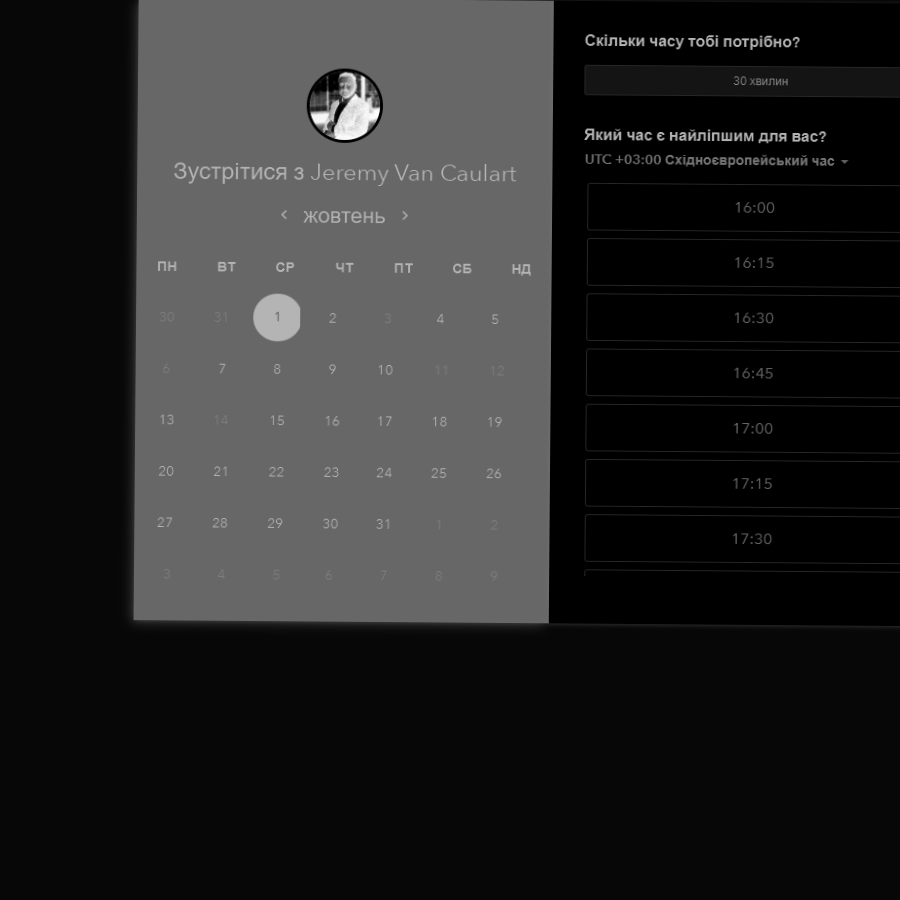 Зустрітися з Jeremy Van Caulart
жовтень
ПН ВТ СР ЧТ ПТ СБ НД
30 31 1 2 3 4 5
6 7 8 9 10 11 12
13 14 15 16 17 18 19
20 21 22 23 24 25 26
27 28 29 30 31 1 2
3 4 5 6 7 8 9
Скільки часу тобі потрібно?
30 хвилин
Який час є найліпшим для вас?
UTC +03:00 Східноєвропейський час
16:00
16:15
16:30
16:45
17:00
17:15
17:30